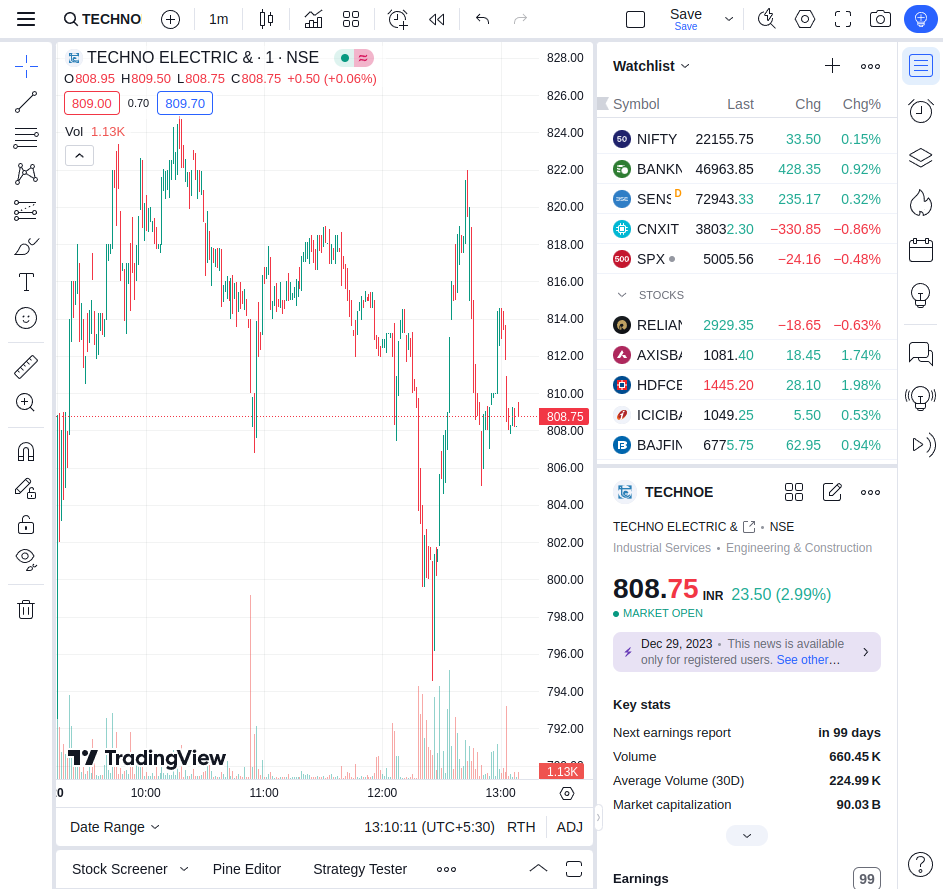 TECHNO
1m
Save
Save
TECHNO ELECTRIC & · 1 · NSE
O808.95 H809.50 L808.75 C808.75 +0.50 (+0.06%)
809.00 0.70 809.70
Vol 1.13K
828.00
826.00
824.00
822.00
820.00
818.00
816.00
814.00
812.00
810.00
808.75
808.00
806.00
804.00
802.00
800.00
798.00
796.00
794.00
792.00
1.13K
TradingView
10:00 11:00 12:00 13:00
Date Range 13:10:11 (UTC+5:30) RTH ADJ
Stock Screener Pine Editor Strategy Tester
Watchlist
Symbol Last Chg Chg%
50 NIFTY 22155.75 33.50 0.15%
BANKN 46963.85 428.35 0.92%
SENS D 72943.33 235.17 0.32%
CNXIT 38032.30 −330.85 −0.86%
500 SPX 5005.56 −24.16 −0.48%
STOCKS
RELIAN 2929.35 −18.65 −0.63%
AXISBA 1081.40 18.45 1.74%
HDFCB 1445.20 28.10 1.98%
ICICIBA 1049.25 5.50 0.53%
BAJFIN 6775.75 62.95 0.94%
TECHNOE
TECHNO ELECTRIC & • NSE
Industrial Services • Engineering & Construction
808.75 INR 23.50 (2.99%)
MARKET OPEN
Dec 29, 2023 • This news is available
only for registered users. See other…
Key stats
Next earnings report in 99 days
Volume 660.45 K
Average Volume (30D) 224.99 K
Market capitalization 90.03 B
Earnings 99